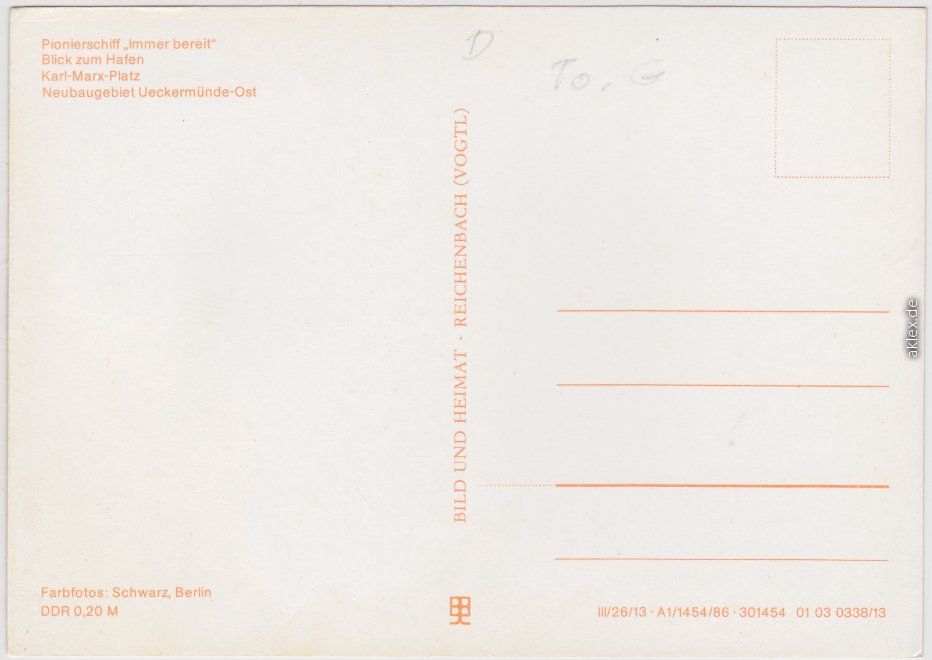 Pionierschiff „Immer bereit“
Blick zum Hafen
Karl-Marx-Platz
Neubaugebiet Ueckermünde-Ost
D
To. G
BILD UND HEIMAT · REICHENBACH (VOGTL)
aklex.de
Farbfotos: Schwarz, Berlin
DDR 0,20 M
III/26/13 · A1/1454/86 · 301454 01 03 0338/13